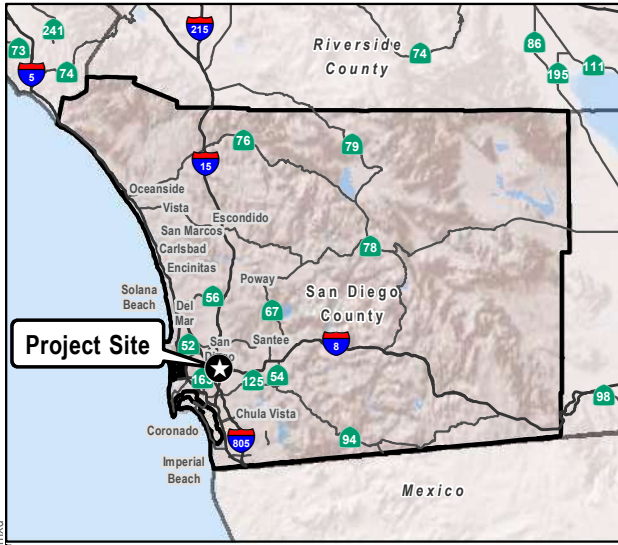 241
215
73
5
74
Riverside
County
74
86
195
111
76
79
15
Oceanside
Vista
Escondido
San Marcos
Carlsbad
78
Encinitas
Poway
Solana
Beach
56
Del
Mar
67
San Diego
County
Project Site
52
San
Santee
8
125
54
98
Chula Vista
Coronado
805
94
Imperial
Beach
Mexico